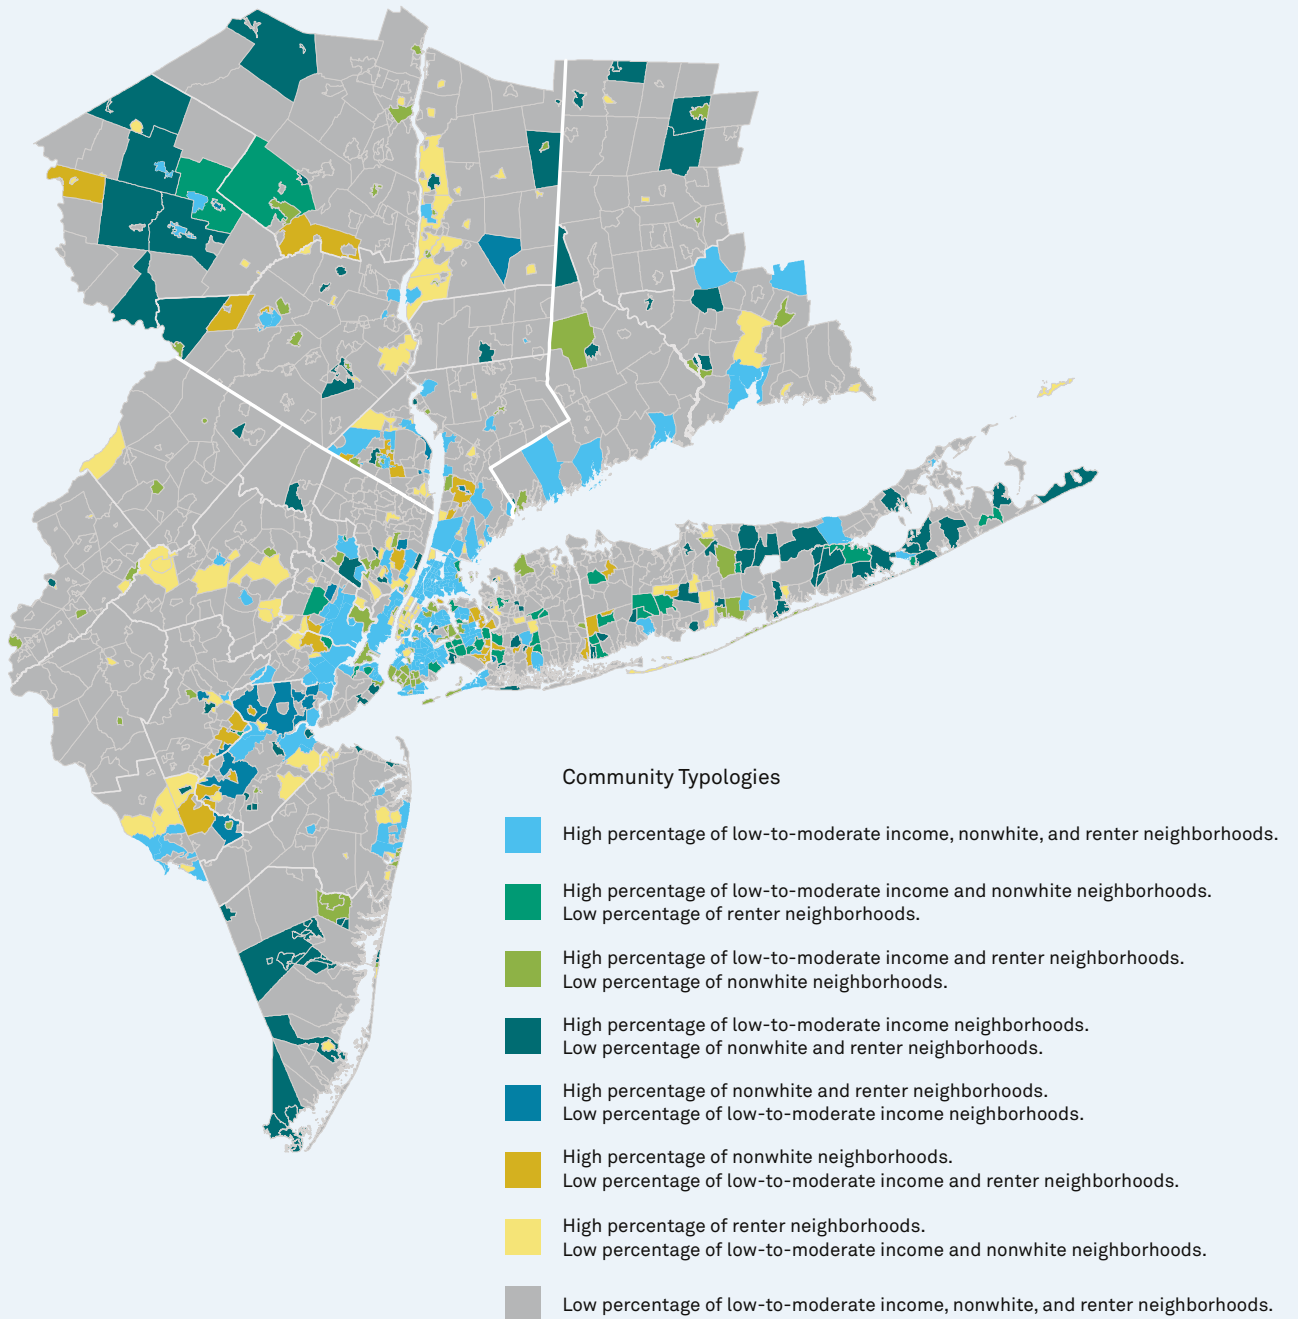 Community Typologies
High percentage of low-to-moderate income, nonwhite, and renter neighborhoods.
High percentage of low-to-moderate income and nonwhite neighborhoods.
Low percentage of renter neighborhoods.
High percentage of low-to-moderate income and renter neighborhoods.
Low percentage of nonwhite neighborhoods.
High percentage of low-to-moderate income neighborhoods.
Low percentage of nonwhite and renter neighborhoods.
High percentage of nonwhite and renter neighborhoods.
Low percentage of low-to-moderate income neighborhoods.
High percentage of nonwhite neighborhoods.
Low percentage of low-to-moderate income and renter neighborhoods.
High percentage of renter neighborhoods.
Low percentage of low-to-moderate income and nonwhite neighborhoods.
Low percentage of low-to-moderate income, nonwhite, and renter neighborhoods.